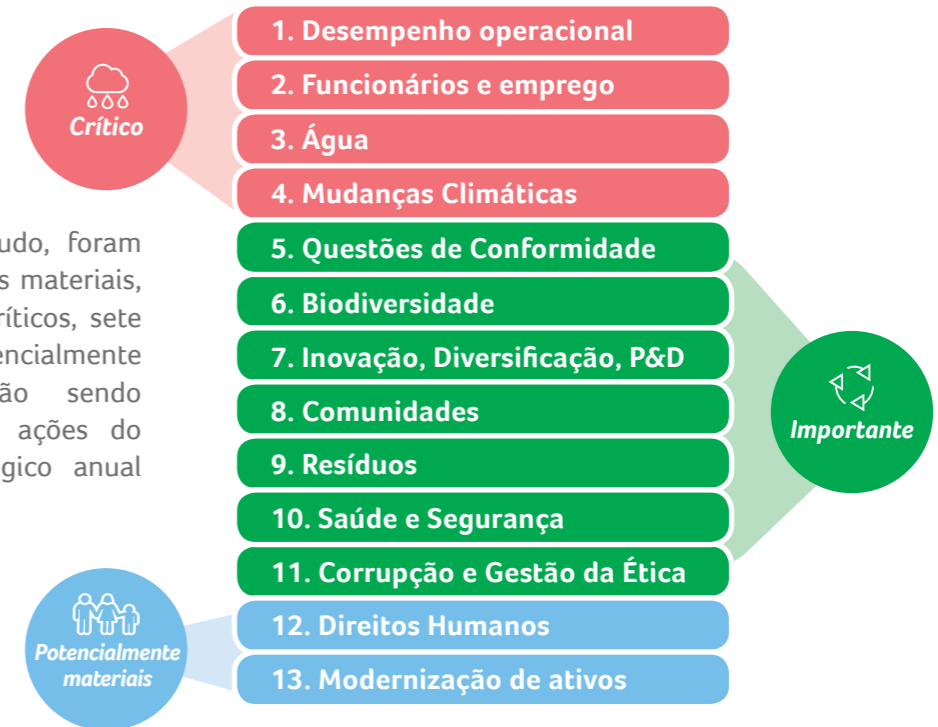 1. Desempenho operacional
2. Funcionários e emprego
3. Água
4. Mudanças Climáticas
Crítico
udo, foram
s materiais,
ríticos, sete
encialmente
ão sendo
ações do
gico anual
5. Questões de Conformidade
6. Biodiversidade
7. Inovação, Diversificação, P&D
8. Comunidades
9. Resíduos
10. Saúde e Segurança
11. Corrupção e Gestão da Ética
Importante
12. Direitos Humanos
13. Modernização de ativos
Potencialmente
materiais